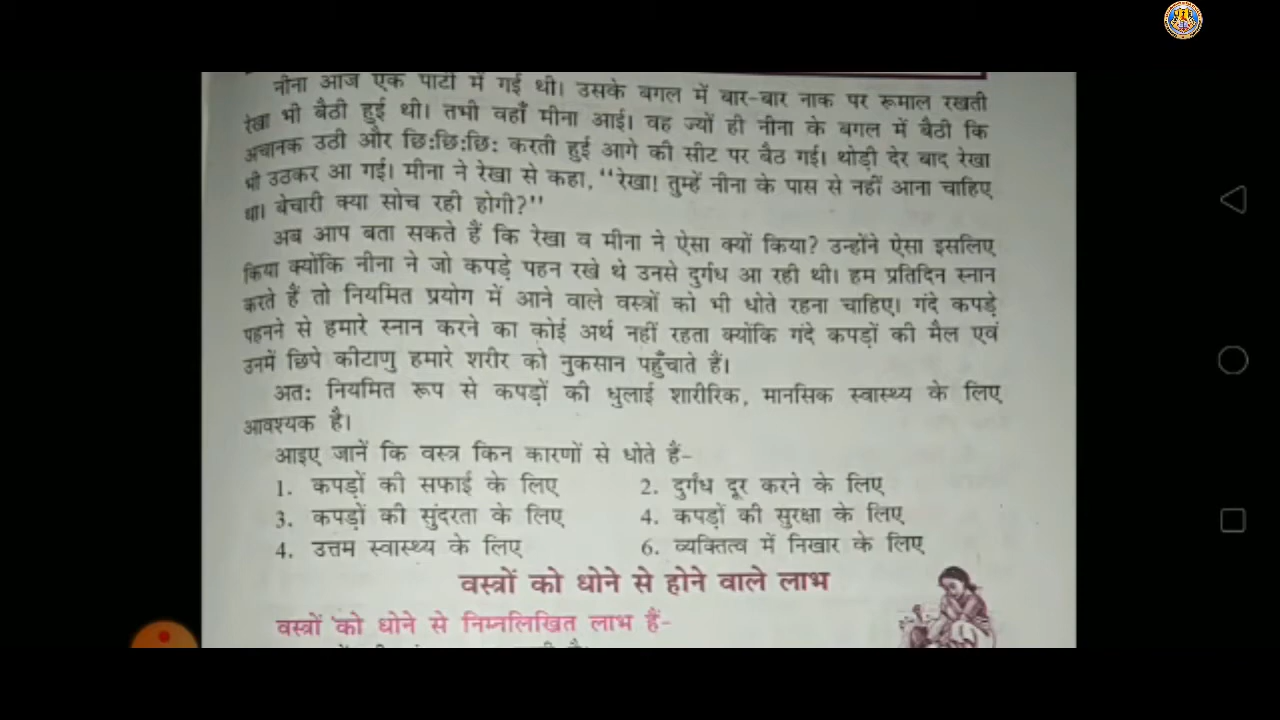 नीना आज एक पार्टी में गई थी। उसके बगल में बार-बार नाक पर रूमाल रखती
रेखा भी बैठी हुई थी। तभी वहाँ मीना आई। वह ज्यों ही नीना के बगल में बैठी कि
अचानक उठी और छि:छि:छि: करती हुई आगे की सीट पर बैठ गई। थोड़ी देर बाद रेखा
भी उठकर आ गई। मीना ने रेखा से कहा, ''रेखा! तुम्हें नीना के पास से नहीं आना चाहिए
था। बेचारी क्या सोच रही होगी?''
अब आप बता सकते हैं कि रेखा व मीना ने ऐसा क्यों किया? उन्होंने ऐसा इसलिए
किया क्योंकि नीना ने जो कपड़े पहन रखे थे उनसे दुर्गंध आ रही थी। हम प्रतिदिन स्नान
करते हैं तो नियमित प्रयोग में आने वाले वस्त्रों को भी धोते रहना चाहिए। गंदे कपड़े
पहनने से हमारे स्नान करने का कोई अर्थ नहीं रहता क्योंकि गंदे कपड़ों की मैल एवं
उनमें छिपे कीटाणु हमारे शरीर को नुकसान पहुँचाते हैं।
अत: नियमित रूप से कपड़ों की धुलाई शारीरिक, मानसिक स्वास्थ्य के लिए
आवश्यक है।
आइए जानें कि वस्त्र किन कारणों से धोते हैं-
1. कपड़ों की सफाई के लिए 2. दुर्गंध दूर करने के लिए
3. कपड़ों की सुंदरता के लिए 4. कपड़ों की सुरक्षा के लिए
4. उत्तम स्वास्थ्य के लिए 6. व्यक्तित्व में निखार के लिए
वस्त्रों को धोने से होने वाले लाभ
वस्त्रों को धोने से निम्नलिखित लाभ हैं-